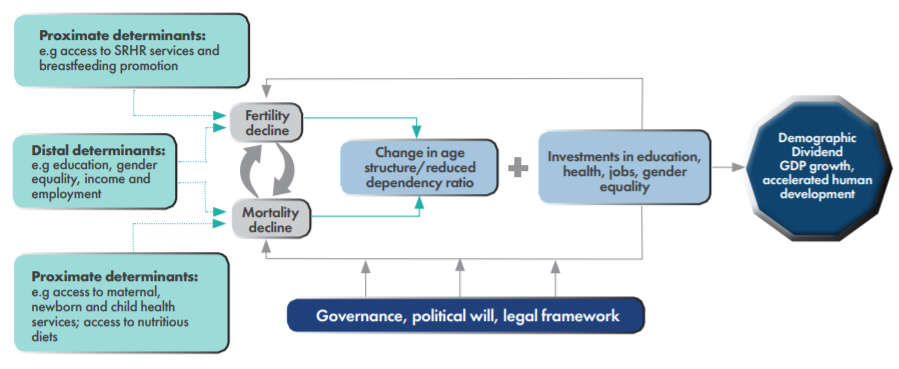 Proximate determinants:
e.g access to SRHR services and
breastfeeding promotion
Distal determinants:
e.g education, gender
equality, income and
employment
Proximate determinants:
e.g access to maternal,
newborn and child health
services; access to nutritious
diets
Fertility
decline
Mortality
decline
Change in age
structure/reduced
dependency ratio
+
Investments in education,
health, jobs, gender
equality
Demographic
Dividend
GDP growth,
accelerated human
development
Governance, political will, legal framework